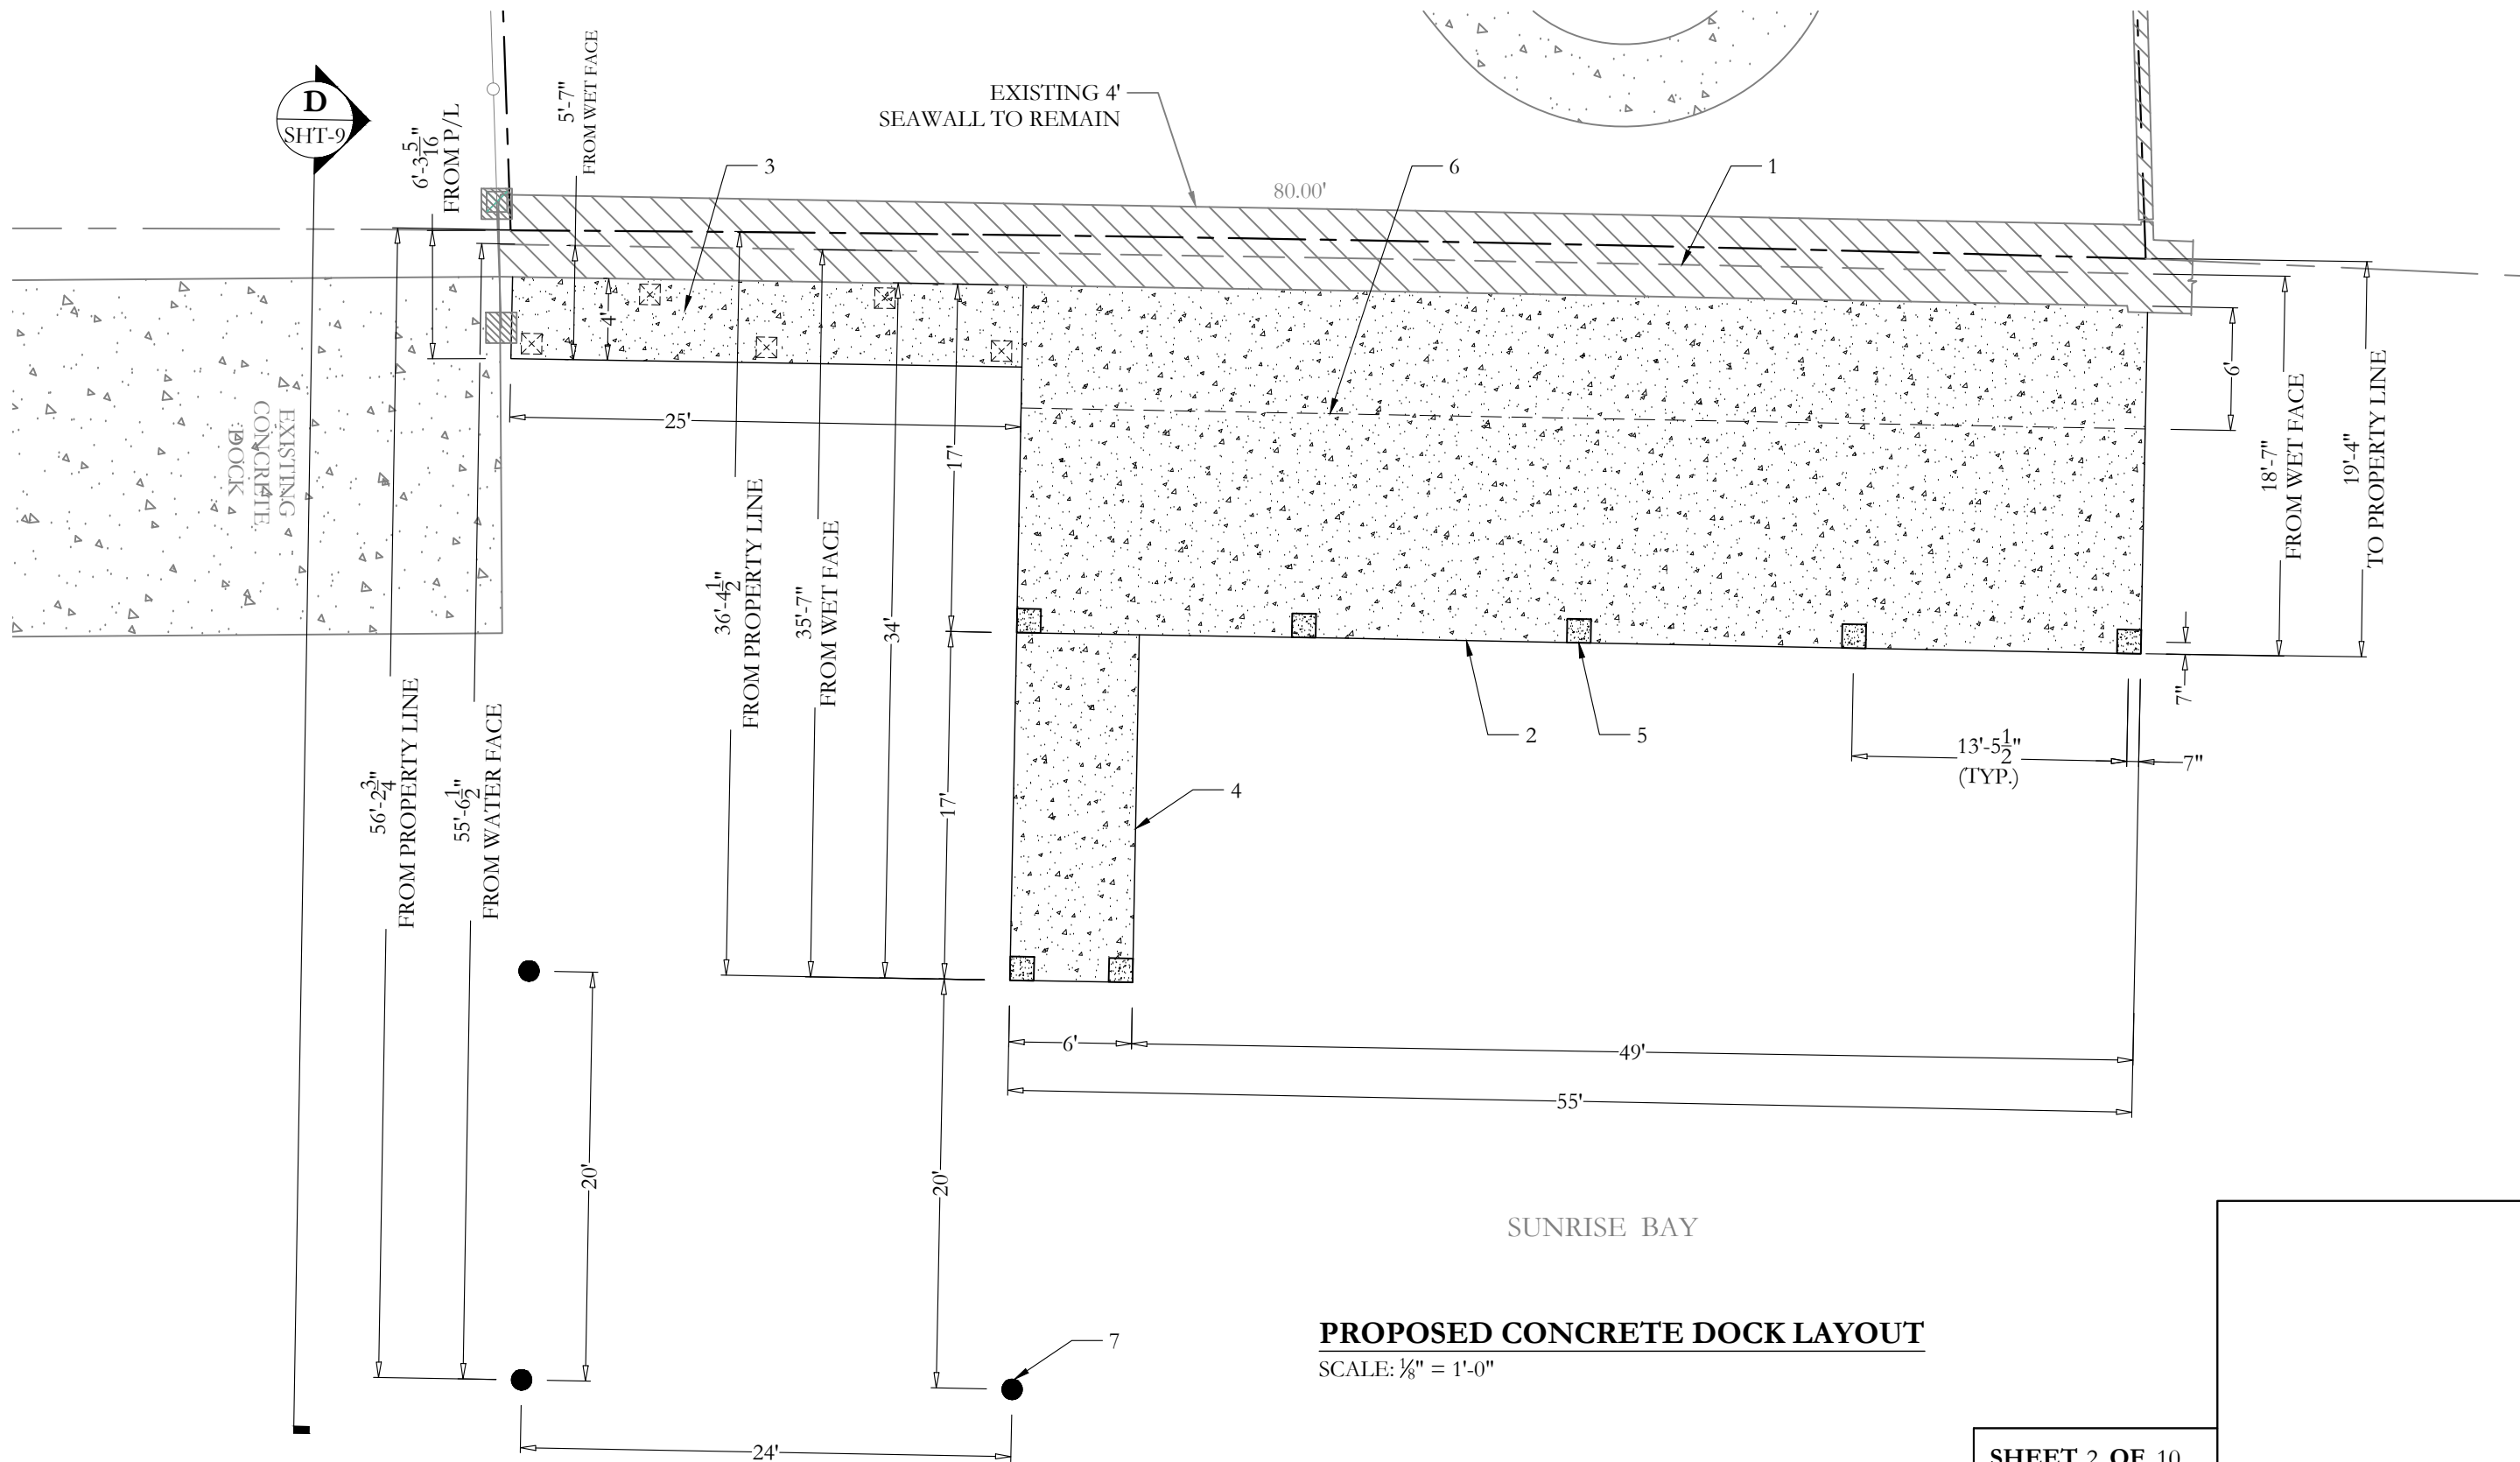 D
SHT-9
6'-3 5/16"
FROM P/L
5'-7"
FROM WET FACE
EXISTING 4'
SEAWALL TO REMAIN
3
80.00'
6
1
4'
25'
EXISTING
CONCRETE
DOCK
17'
6'
18'-7"
FROM WET FACE
19'-4"
TO PROPERTY LINE
36'-4 1/2"
FROM PROPERTY LINE
35'-7"
FROM WET FACE
34'
7"
2
5
13'-5 1/2"
(TYP.)
7"
56'-2 3/4"
FROM PROPERTY LINE
55'-6 1/2"
FROM WATER FACE
17'
4
6'
49'
55'
20'
20'
SUNRISE BAY
7
PROPOSED CONCRETE DOCK LAYOUT
SCALE: ⅛" = 1'-0"
24'
SHEET 2 OF 10